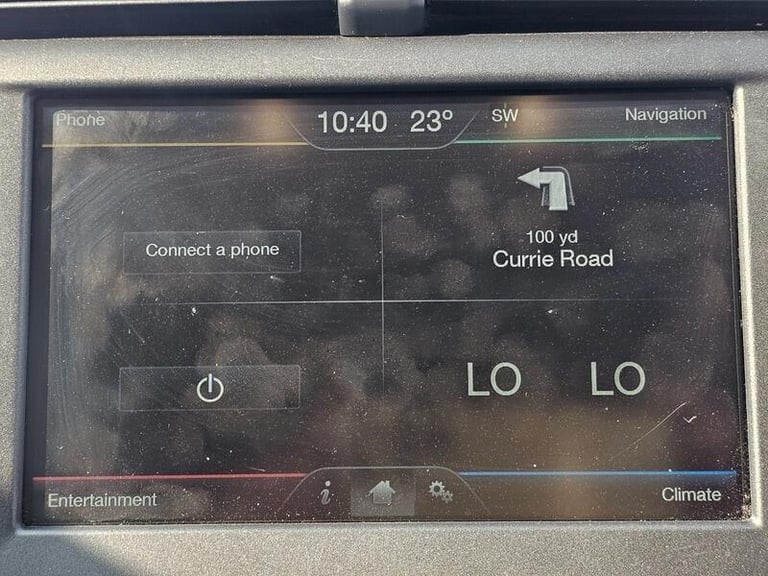 Phone
10:40 23° SW
Navigation
Connect a phone
100 yd
Currie Road
LO LO
Entertainment
i
Climate